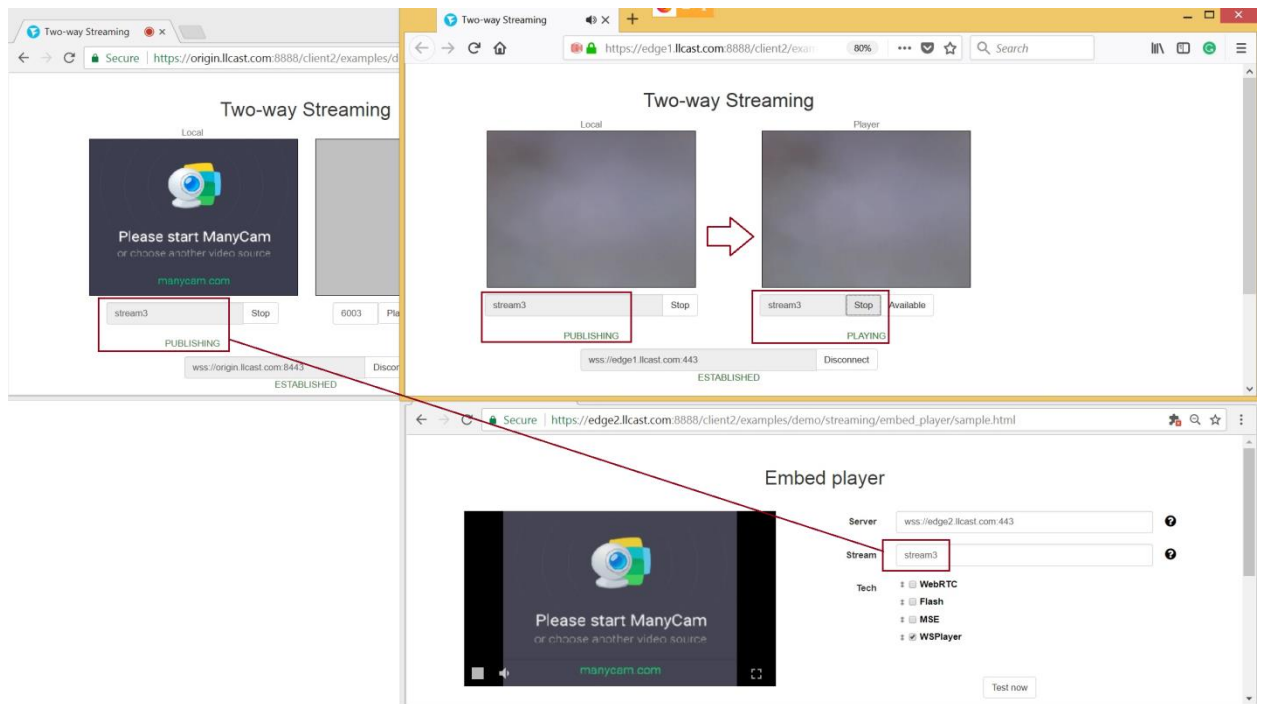 Two-way Streaming
Secure
https://origin.llcast.com:8888/client2/examples/d
Two-way Streaming
Local
Please start ManyCam
or choose another video source
manycam.com
stream3
Stop
6003
PUBLISHING
wss://origin.llcast.com:8443
ESTABLISHED
Two-way Streaming
https://edge1.llcast.com:8888/client2/exam
80%
Search
Two-way Streaming
Local
Player
stream3
Stop
stream3
Stop
Available
PUBLISHING
PLAYING
wss://edge1.llcast.com:443
Disconnect
ESTABLISHED
Secure
https://edge2.llcast.com:8888/client2/examples/demo/streaming/embed_player/sample.html
Embed player
Please start ManyCam
or choose another video source
manycam.com
Server
wss://edge2.llcast.com:443
Stream
stream3
Tech
WebRTC
Flash
MSE
WSPlayer
Test now